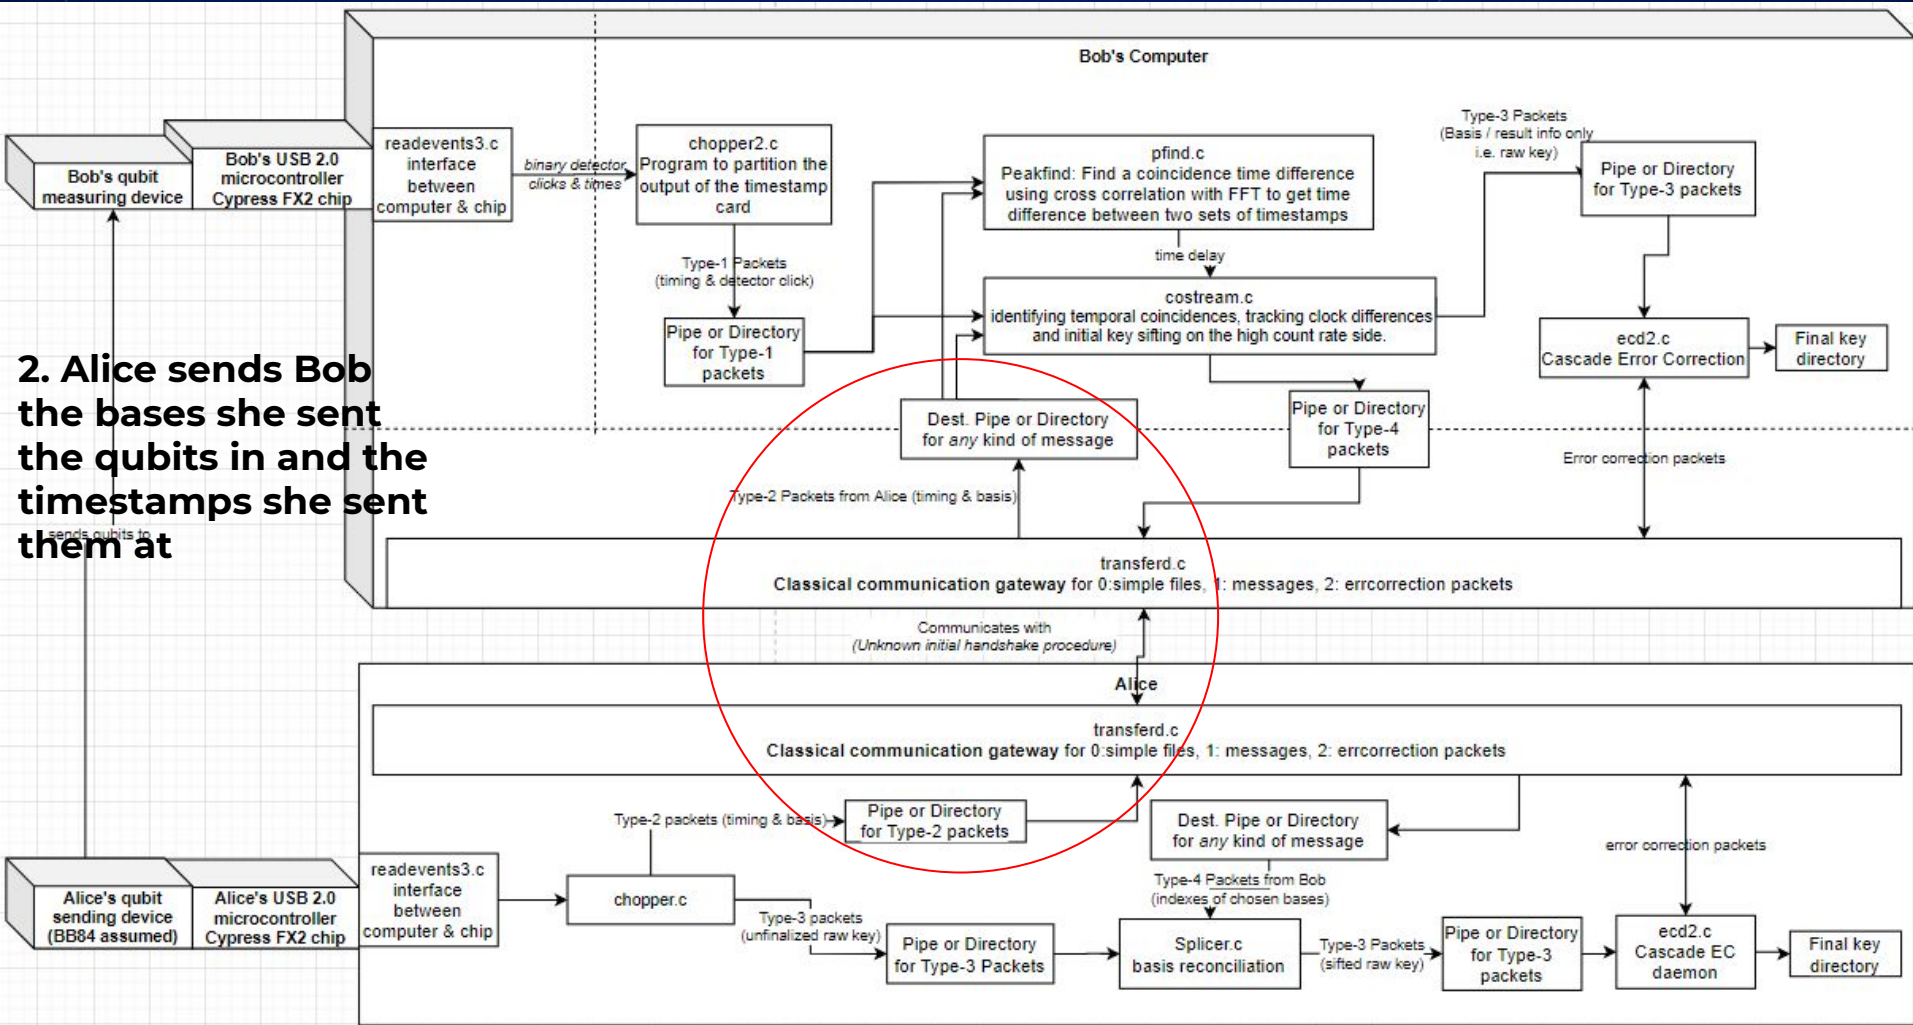 Bob's Computer
Bob's qubit
measuring device
Bob's USB 2.0
microcontroller
Cypress FX2 chip
readevents3.c
interface
between
computer & chip
binary detector
clicks & times
chopper2.c
Program to partition the
output of the timestamp
card
Type-1 Packets
(timing & detector click)
Pipe or Directory
for Type-1
packets
pfind.c
Peakfind: Find a coincidence time difference
using cross correlation with FFT to get time
difference between two sets of timestamps
time delay
costream.c
identifying temporal coincidences, tracking clock differences
and initial key sifting on the high count rate side.
Type-3 Packets
(Basis / result info only
i.e. raw key)
Pipe or Directory
for Type-3 packets
ecd2.c
Cascade Error Correction
Final key
directory
2. Alice sends Bob
the bases she sent
the qubits in and the
timestamps she sent
them at
sends qubits to
Dest. Pipe or Directory
for any kind of message
Pipe or Directory
for Type-4
packets
Type-2 Packets from Alice (timing & basis)
Error correction packets
transferd.c
Classical communication gateway for 0:simple files, 1: messages, 2: errcorrection packets
Communicates with
(Unknown initial handshake procedure)
Alice
transferd.c
Classical communication gateway for 0:simple files, 1: messages, 2: errcorrection packets
Type-2 packets (timing & basis)
Pipe or Directory
for Type-2 packets
Dest. Pipe or Directory
for any kind of message
error correction packets
Alice's qubit
sending device
(BB84 assumed)
Alice's USB 2.0
microcontroller
Cypress FX2 chip
readevents3.c
interface
between
computer & chip
chopper.c
Type-3 packets
(unfinalized raw key)
Pipe or Directory
for Type-3 Packets
Type-4 Packets from Bob
(indexes of chosen bases)
Splicer.c
basis reconciliation
Type-3 Packets
(sifted raw key)
Pipe or Directory
for Type-3
packets
ecd2.c
Cascade EC
daemon
Final key
directory